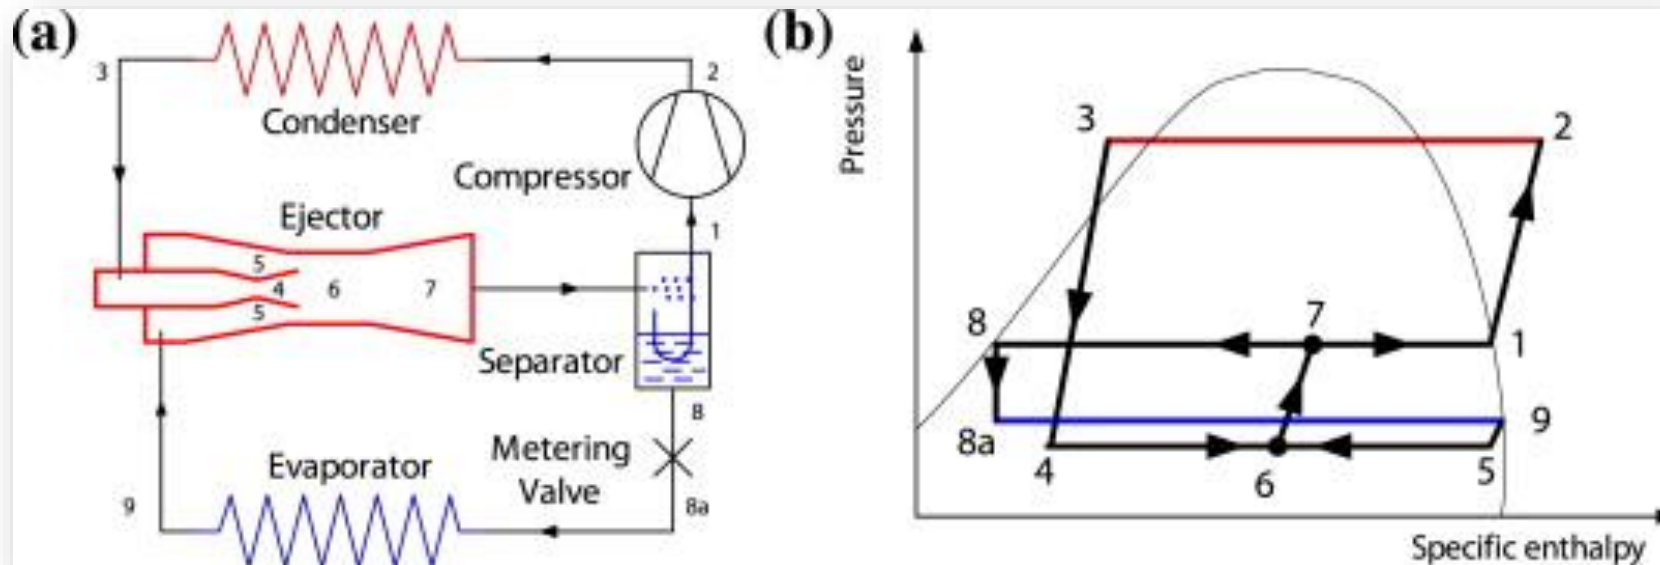 (a)
3
2
Condenser
Compressor
Ejector
1
5
4
6
7
5
Separator
8
Metering
Valve
Evaporator
9
8a
(b)
Pressure
3
2
7
8
1
8a
9
4
6
5
Specific enthalpy